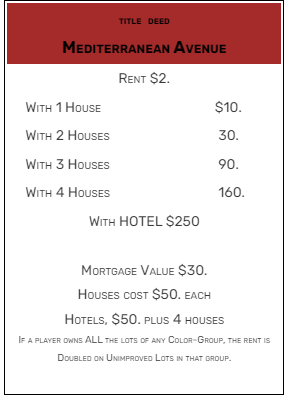 TITLE DEED
MEDITERRANEAN AVENUE
RENT $2.
WITH 1 HOUSE $10.
WITH 2 HOUSES 30.
WITH 3 HOUSES 90.
WITH 4 HOUSES 160.
WITH HOTEL $250
MORTGAGE VALUE $30.
HOUSES COST $50. EACH
HOTELS, $50. PLUS 4 HOUSES
IF A PLAYER OWNS ALL THE LOTS OF ANY COLOR-GROUP, THE RENT IS
DOUBLED ON UNIMPROVED LOTS IN THAT GROUP.